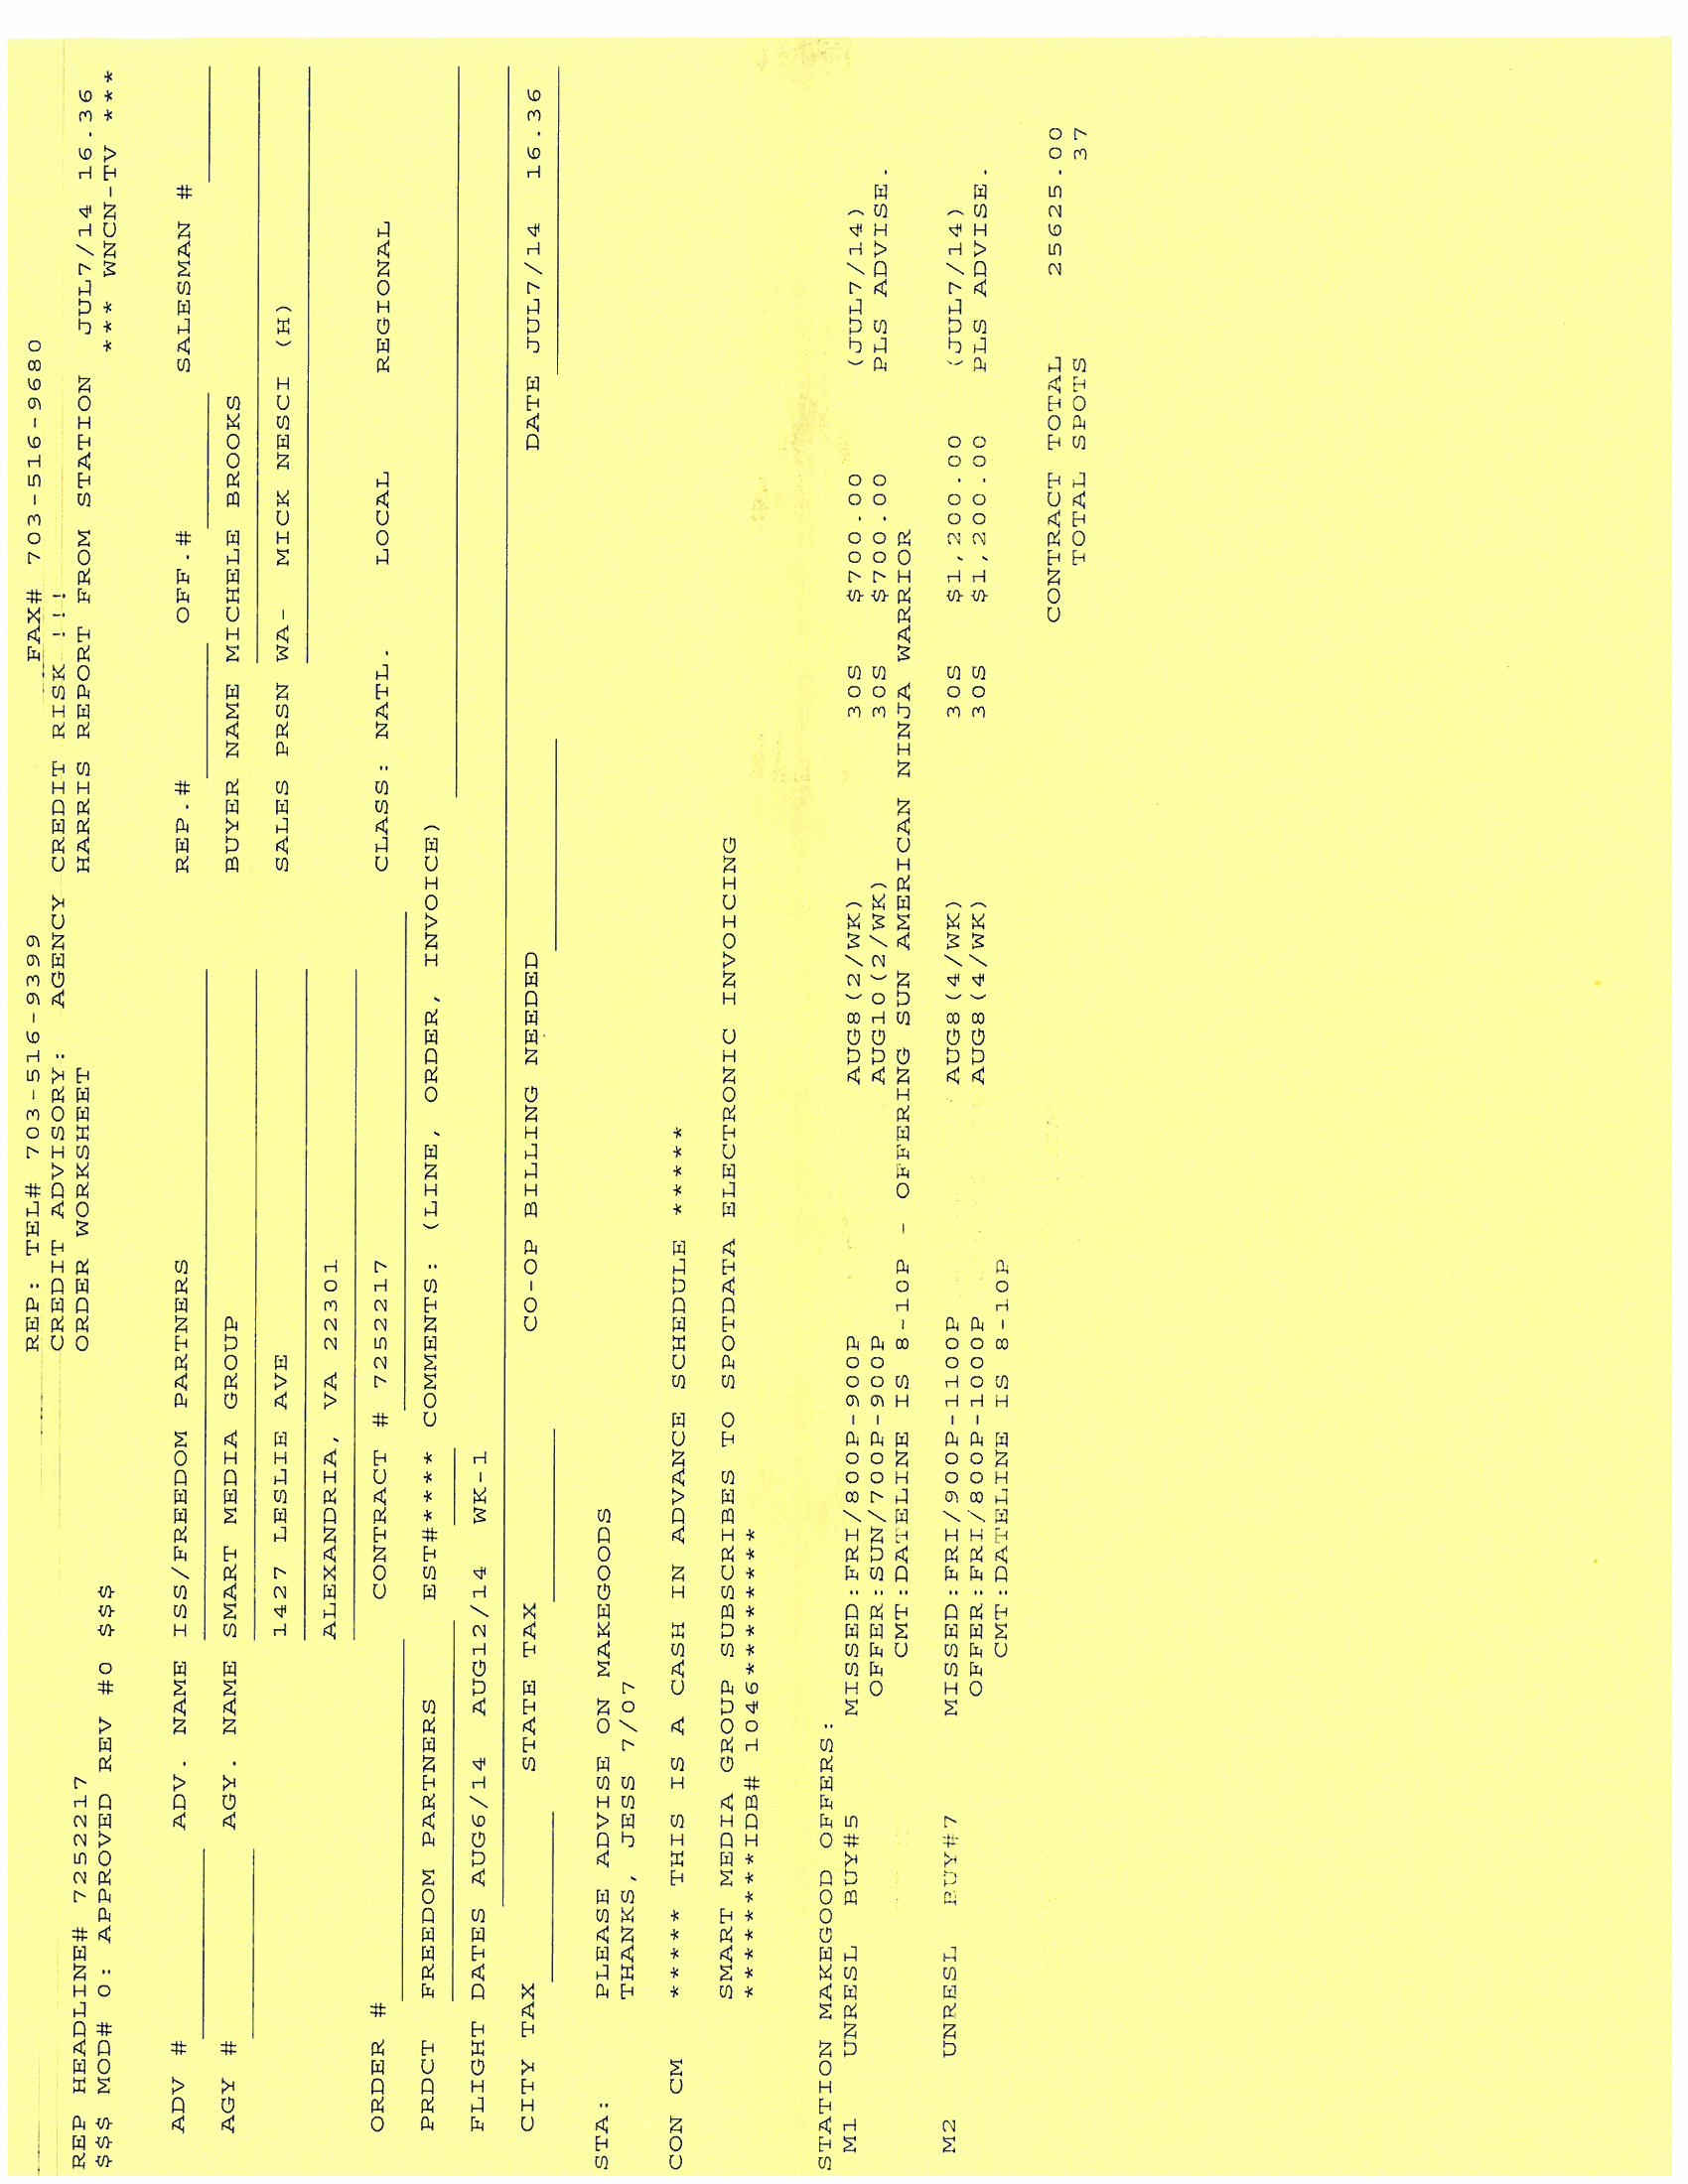 REP: TEL# 703-516-9399 FAX# 703-516-9680
CREDIT ADVISORY: AGENCY CREDIT RISK !!!
REP HEADLINE# 7252217 ORDER WORKSHEET HARRIS REPORT FROM STATION JUL7/14 16.36
$$$ MOD# 0: APPROVED REV #0 $$$ *** WNCN-TV ***
ADV # ADV. NAME ISS/FREEDOM PARTNERS REP.# OFF.# SALESMAN #
AGY # AGY. NAME SMART MEDIA GROUP BUYER NAME MICHELE BROOKS
1427 LESLIE AVE SALES PRSN WA- MICK NESCI (H)
ALEXANDRIA, VA 22301
ORDER # CONTRACT # 7252217 CLASS: NATL. LOCAL REGIONAL
PRDCT FREEDOM PARTNERS EST#**** COMMENTS: (LINE, ORDER, INVOICE)
FLIGHT DATES AUG6/14 AUG12/14 WK-1
CITY TAX STATE TAX CO-OP BILLING NEEDED DATE JUL7/14 16.36
STA: PLEASE ADVISE ON MAKEGOODS
THANKS, JESS 7/07
CON CM ***** THIS IS A CASH IN ADVANCE SCHEDULE *****
SMART MEDIA GROUP SUBSCRIBES TO SPOTDATA ELECTRONIC INVOICING
*********IDB# 1046*********
STATION MAKEGOOD OFFERS:
M1 UNRESL BUY#5 MISSED:FRI/800P-900P AUG8(2/WK) 30S $700.00 (JUL7/14)
OFFER:SUN/700P-900P AUG10(2/WK) 30S $700.00 PLS ADVISE.
CMT:DATELINE IS 8-10P - OFFERING SUN AMERICAN NINJA WARRIOR
M2 UNRESL BUY#7 MISSED:FRI/900P-1100P AUG8(4/WK) 30S $1,200.00 (JUL7/14)
OFFER:FRI/800P-1000P AUG8(4/WK) 30S $1,200.00 PLS ADVISE.
CMT:DATELINE IS 8-10P
CONTRACT TOTAL 25625.00
TOTAL SPOTS 37